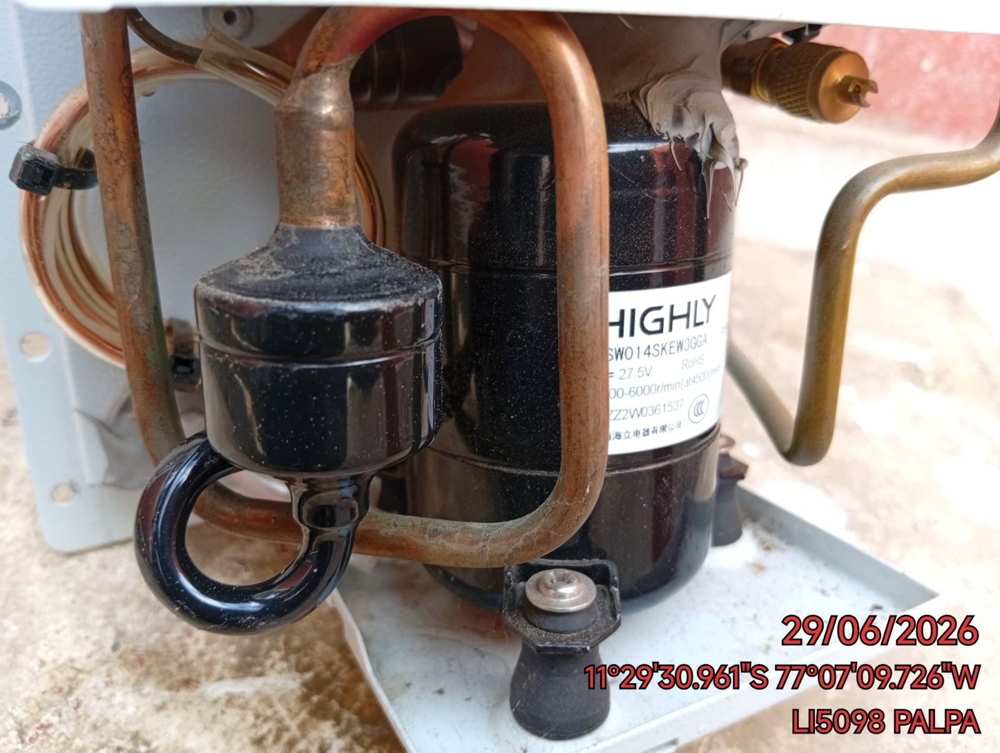 HIGHLY
SW014SKEW3GGA
= 27.5V RoHS
00-6000r/min(at4500r/min)
ZZ2W0361537
海立电器有限公司
29/06/2026
11°29'30.961"S 77°07'09.726"W
LI5098 PALPA